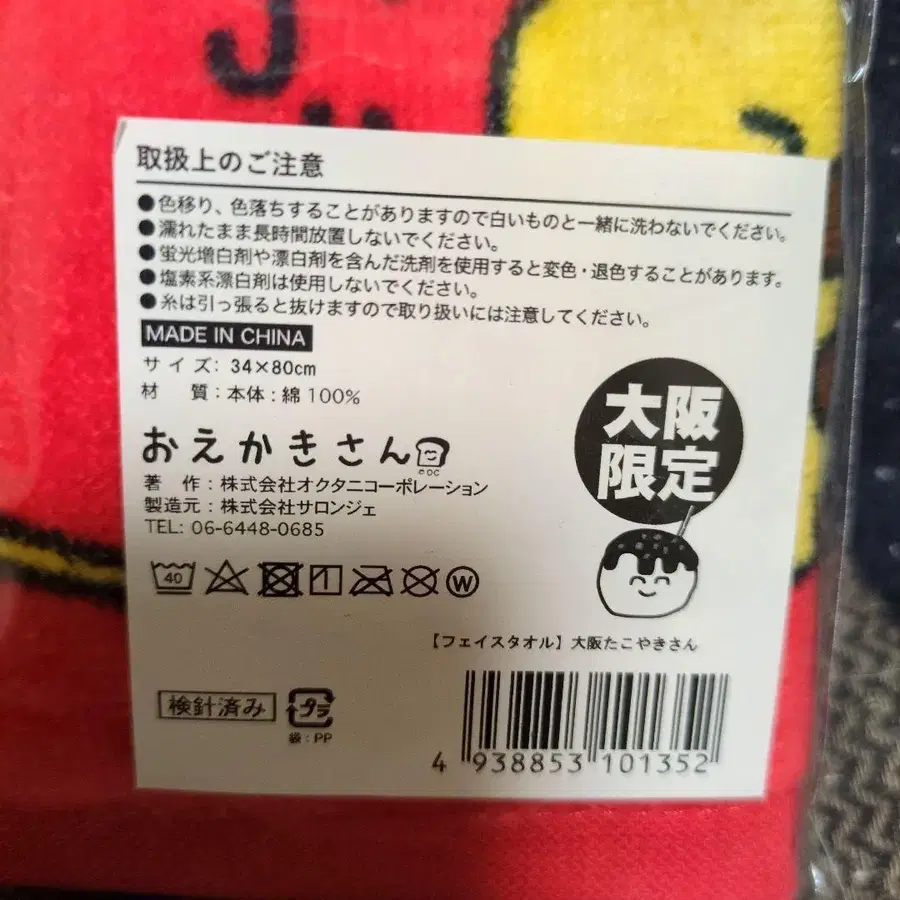 取扱上のご注意
●色移り、色落ちすることがありますので白いものと一緒に洗わないでください。
●濡れたまま長時間放置しないでください。
●蛍光増白剤や漂白剤を含んだ洗剤を使用すると変色・退色することがあります。
●塩素系漂白剤は使用しないでください。
●糸は引っ張ると抜けますので取り扱いには注意してください。
MADE IN CHINA
サイズ: 34×80cm
材 質:本体:綿 100%
大阪
限定
おえかきさん
©OC
著 作:株式会社オクタニコーポレーション
製造元:株式会社サロンジェ
TEL: 06-6448-0685
40
W
【フェイスタオル】大阪たこやきさん
検針済み
プラ
袋:PP
4 938853 101352